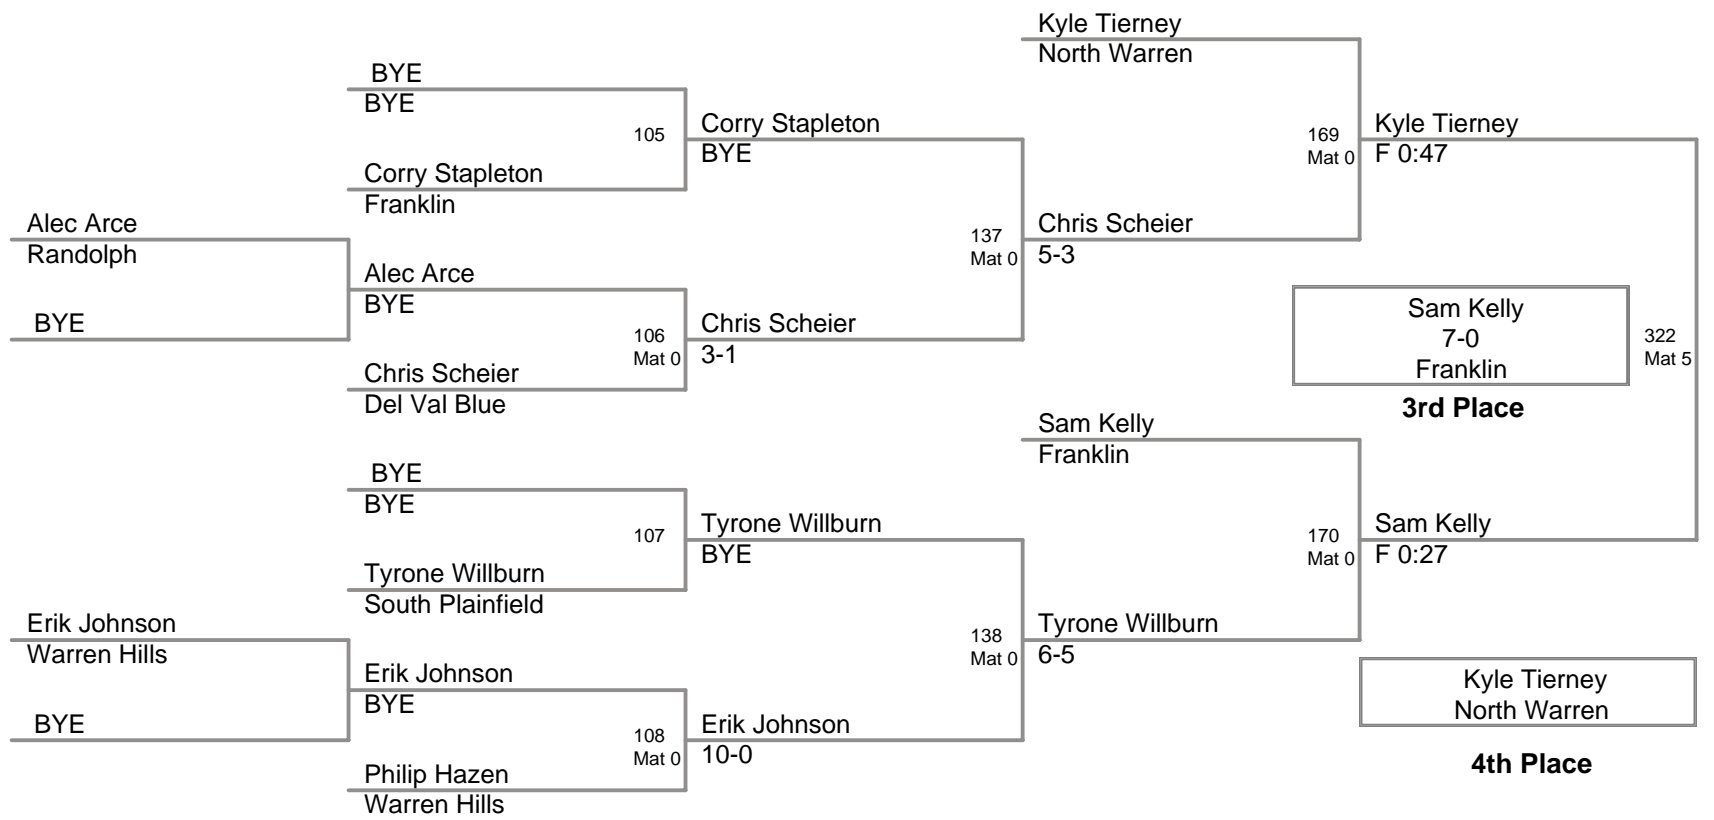 Kyle Tierney
North Warren
BYE
BYE
105
Corry Stapleton
BYE
169
Mat 0
Kyle Tierney
F 0:47
Corry Stapleton
Franklin
Alec Arce
Randolph
137
Mat 0
Chris Scheier
5-3
Alec Arce
BYE
BYE
106
Mat 0
Chris Scheier
3-1
Sam Kelly
7-0
Franklin
322
Mat 5
3rd Place
Chris Scheier
Del Val Blue
Sam Kelly
Franklin
BYE
BYE
107
Tyrone Willburn
BYE
170
Mat 0
Sam Kelly
F 0:27
Tyrone Willburn
South Plainfield
Erik Johnson
Warren Hills
138
Mat 0
Tyrone Willburn
6-5
Erik Johnson
BYE
Kyle Tierney
North Warren
BYE
108
Mat 0
Erik Johnson
10-0
4th Place
Philip Hazen
Warren Hills